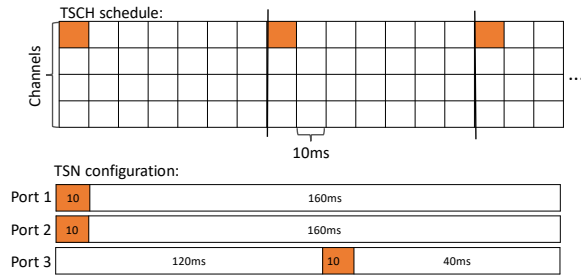 TSCH schedule:
Channels
...
10ms
TSN configuration:
Port 1 10 160ms
Port 2 10 160ms
Port 3 120ms 10 40ms